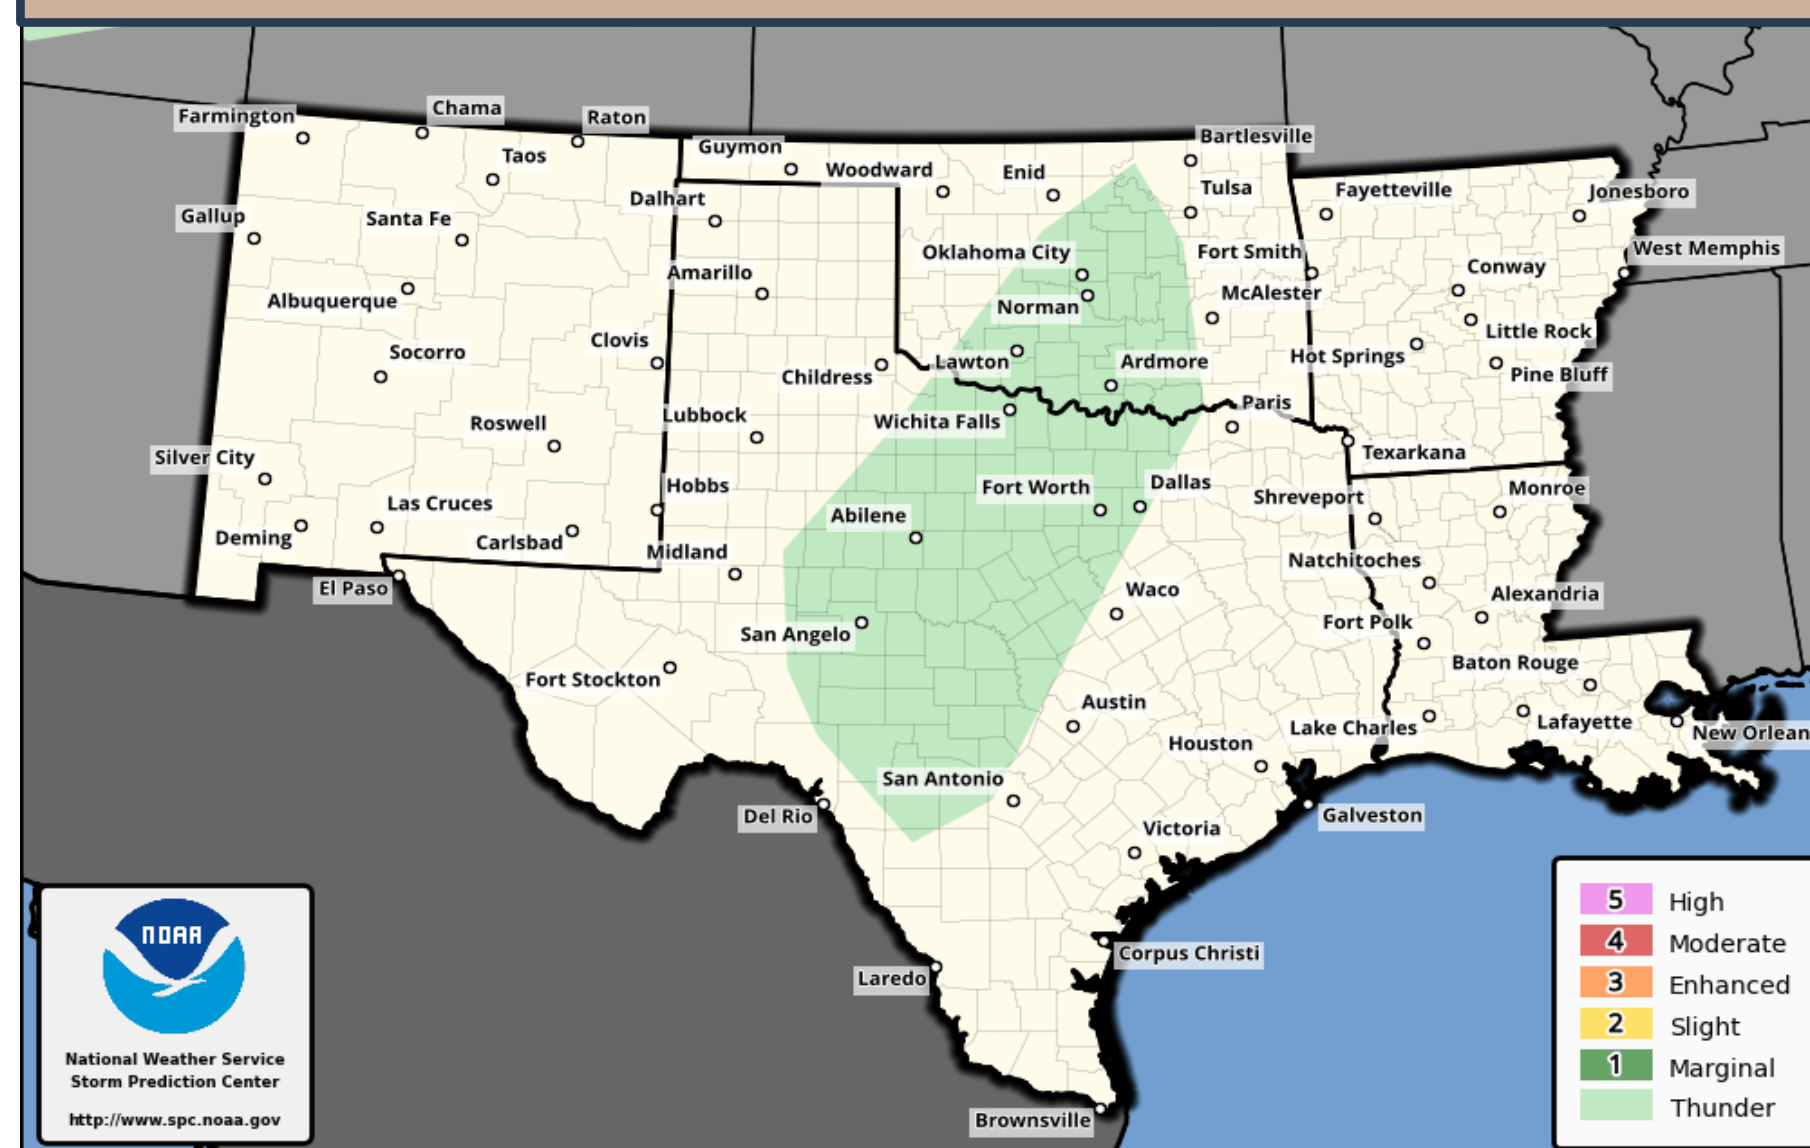 Farmington
Chama
Raton
Taos
Guymon
Woodward
Enid
Bartlesville
Tulsa
Fayetteville
Jonesboro
Dalhart
Gallup
Santa Fe
Oklahoma City
Fort Smith
West Memphis
Conway
Amarillo
Albuquerque
Norman
McAlester
Little Rock
Clovis
Socorro
Childress
Lawton
Ardmore
Hot Springs
Pine Bluff
Paris
Lubbock
Roswell
Wichita Falls
Texarkana
Silver City
Hobbs
Fort Worth
Dallas
Shreveport
Monroe
Las Cruces
Abilene
Deming
Carlsbad
Midland
Natchitoches
El Paso
Waco
Alexandria
San Angelo
Fort Polk
Fort Stockton
Baton Rouge
Austin
Lake Charles
Lafayette
New Orlean
Houston
San Antonio
Del Rio
Galveston
Victoria
Corpus Christi
Laredo
Brownsville
NOAA
National Weather Service
Storm Prediction Center
http://www.spc.noaa.gov
5 High
4 Moderate
3 Enhanced
2 Slight
1 Marginal
Thunder